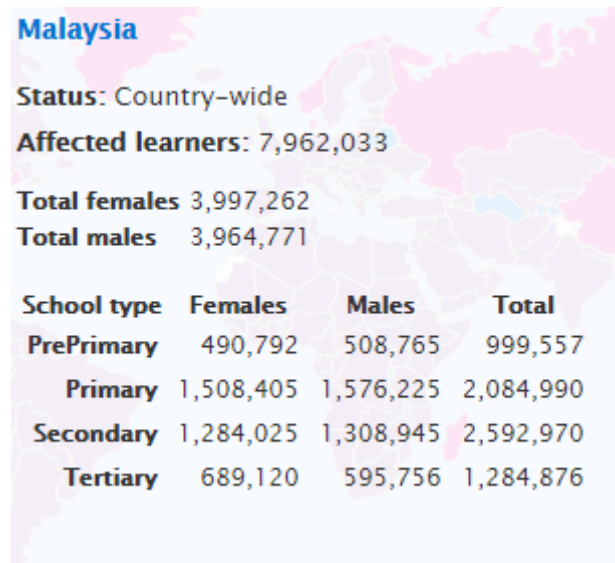 Malaysia
Status: Country-wide
Affected learners: 7,962,033
Total females 3,997,262
Total males 3,964,771
School type Females Males Total
PrePrimary 490,792 508,765 999,557
Primary 1,508,405 1,576,225 2,084,990
Secondary 1,284,025 1,308,945 2,592,970
Tertiary 689,120 595,756 1,284,876